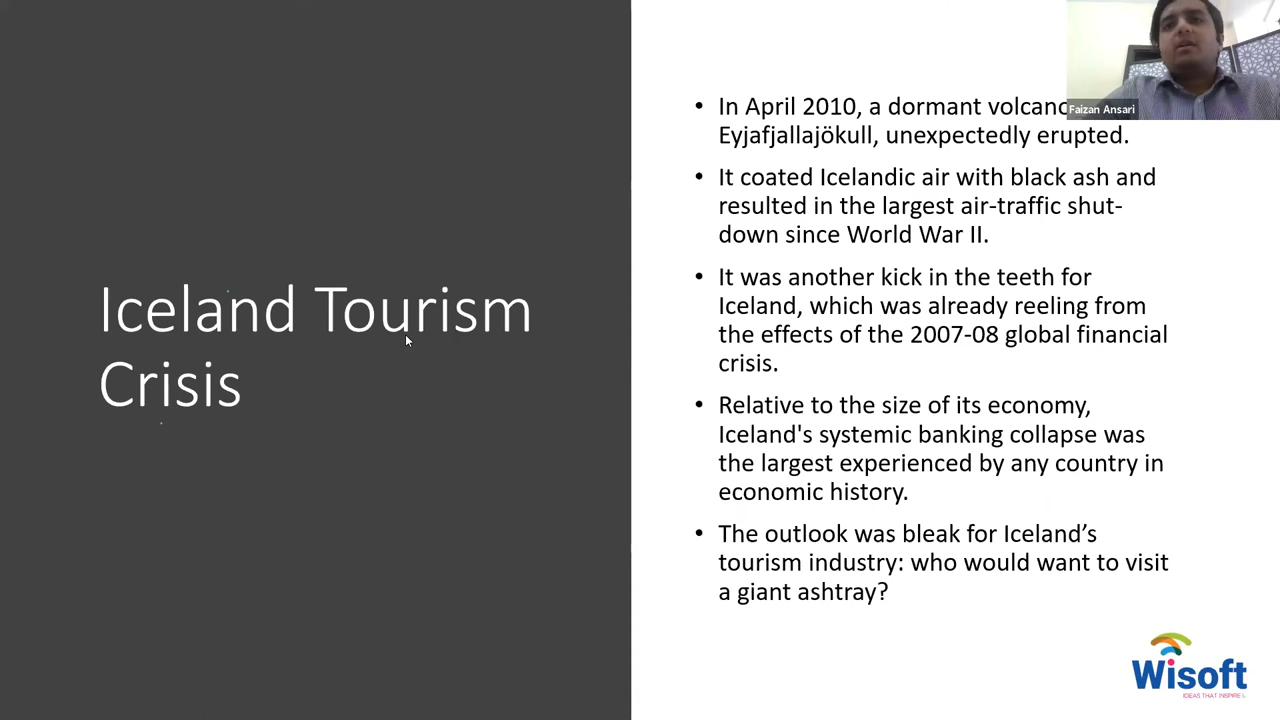 Iceland Tourism
Crisis
• In April 2010, a dormant volcano
Eyjafjallajökull, unexpectedly erupted.
• It coated Icelandic air with black ash and
resulted in the largest air-traffic shut-
down since World War II.
• It was another kick in the teeth for
Iceland, which was already reeling from
the effects of the 2007-08 global financial
crisis.
• Relative to the size of its economy,
Iceland's systemic banking collapse was
the largest experienced by any country in
economic history.
• The outlook was bleak for Iceland’s
tourism industry: who would want to visit
a giant ashtray?
Faizan Ansari
Wisoft
IDEAS THAT INSPIRE